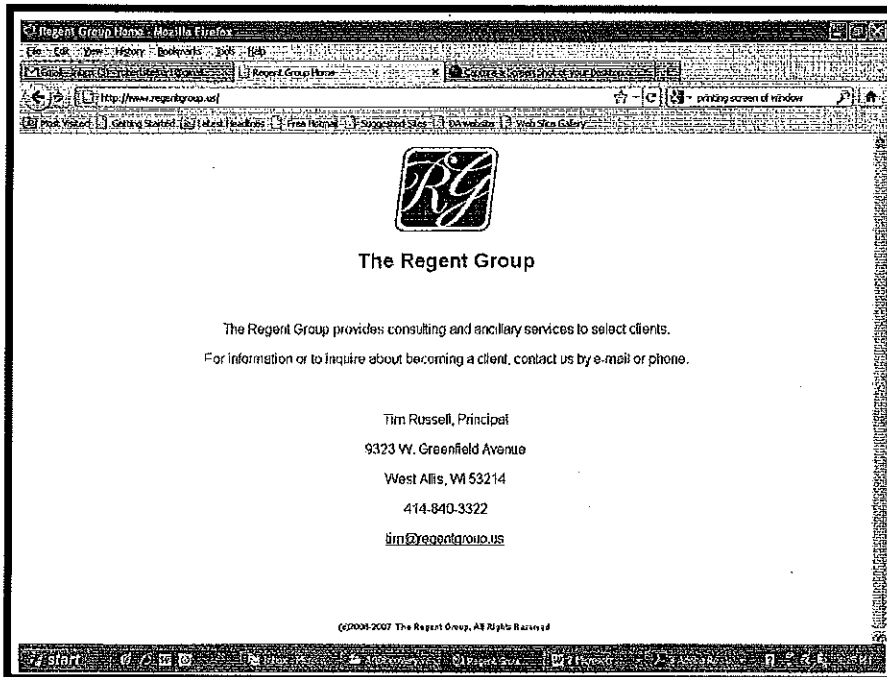 Regent Group Home - Mozilla Firefox
File Edit View History Bookmarks Tools Help
Regent Group Home
http://www.regentgroup.us/
printing screen of window
Most Visited Getting Started Latest Headlines Free Hotmail Suggested Sites Web Slice Gallery
RG
The Regent Group
The Regent Group provides consulting and ancillary services to select clients.
For information or to inquire about becoming a client, contact us by e-mail or phone.
Tim Russell, Principal
9323 W. Greenfield Avenue
West Allis, WI 53214
414-840-3322
tim@regentgroup.us
The Regent Group, All Rights Reserved
start